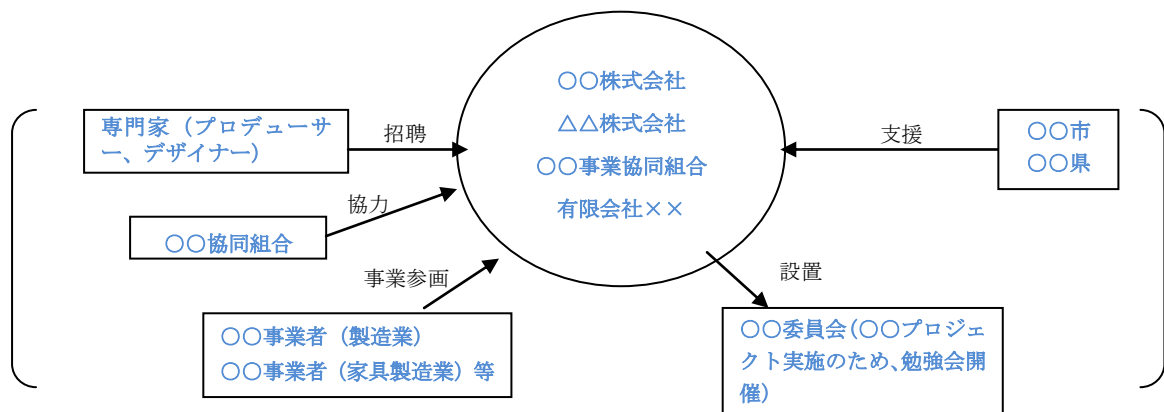 ○○株式会社
△△株式会社
○○事業協同組合
有限会社××
専門家（プロデューサ
ー、デザイナー）
招聘
支援
○○市
○○県
協力
○○協同組合
事業参画
設置
○○事業者（製造業）
○○事業者（家具製造業）等
○○委員会（○○プロジェ
クト実施のため、勉強会開
催）